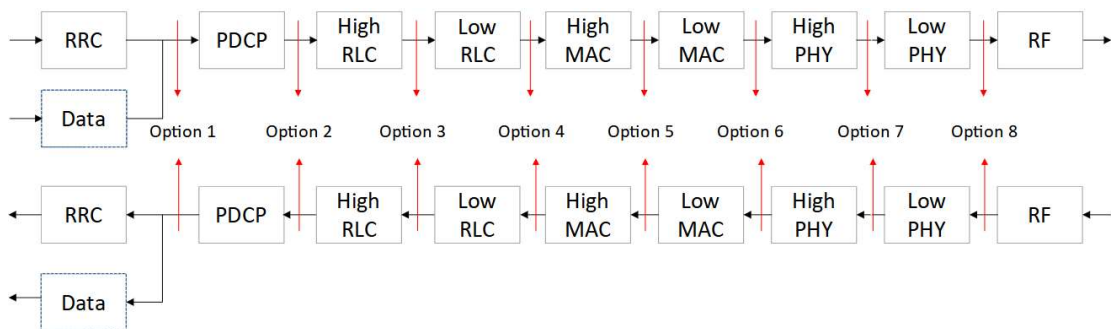 RRC
PDCP
High
RLC
Low
RLC
High
MAC
Low
MAC
High
PHY
Low
PHY
RF
Data
Option 1
Option 2
Option 3
Option 4
Option 5
Option 6
Option 7
Option 8
RRC
PDCP
High
RLC
Low
RLC
High
MAC
Low
MAC
High
PHY
Low
PHY
RF
Data